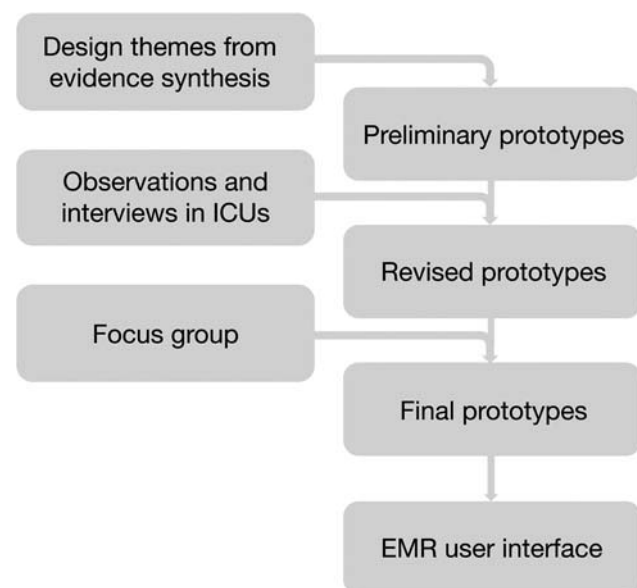 Design themes from
evidence synthesis
Preliminary prototypes
Observations and
interviews in ICUs
Revised prototypes
Focus group
Final prototypes
EMR user interface